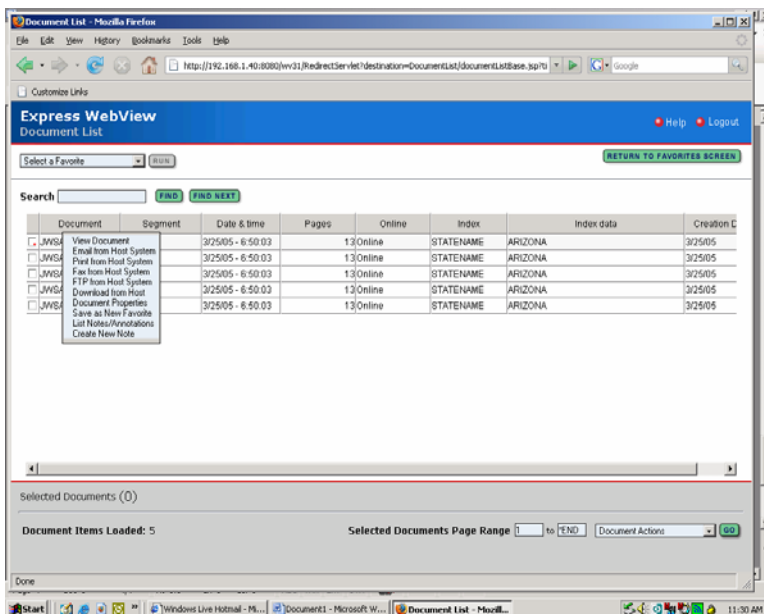 Document List - Mozilla Firefox
File Edit View History Bookmarks Tools Help
http://192.168.1.40:8080/wv31/RedirectServlet?destination=DocumentList/documentListBase.jsp?ti
Google
Customize Links
Express WebView
Document List
Help Logout
Select a Favorite RUN RETURN TO FAVORITES SCREEN
Search FIND FIND NEXT
Document Segment Date & time Pages Online Index Index data Creation D
JWSA 3/25/05 - 6:50:03 13 Online STATENAME ARIZONA 3/25/05
JWSA 3/25/05 - 6:50:03 13 Online STATENAME ARIZONA 3/25/05
JWSA 3/25/05 - 6:50:03 13 Online STATENAME ARIZONA 3/25/05
JWSA 3/25/05 - 6:50:03 13 Online STATENAME ARIZONA 3/25/05
JWSA 3/25/05 - 6:50:03 13 Online STATENAME ARIZONA 3/25/05
View Document
Email from Host System
Print from Host System
Fax from Host System
FTP from Host System
Download from Host
Document Properties
Save as New Favorite
List Notes/Annotations
Create New Note
Selected Documents (0)
Document Items Loaded: 5 Selected Documents Page Range 1 to *END Document Actions GO
Done
Start Windows Live Hotmail - M... Document1 - Microsoft W... Document List - Mozill... 11:30 AM